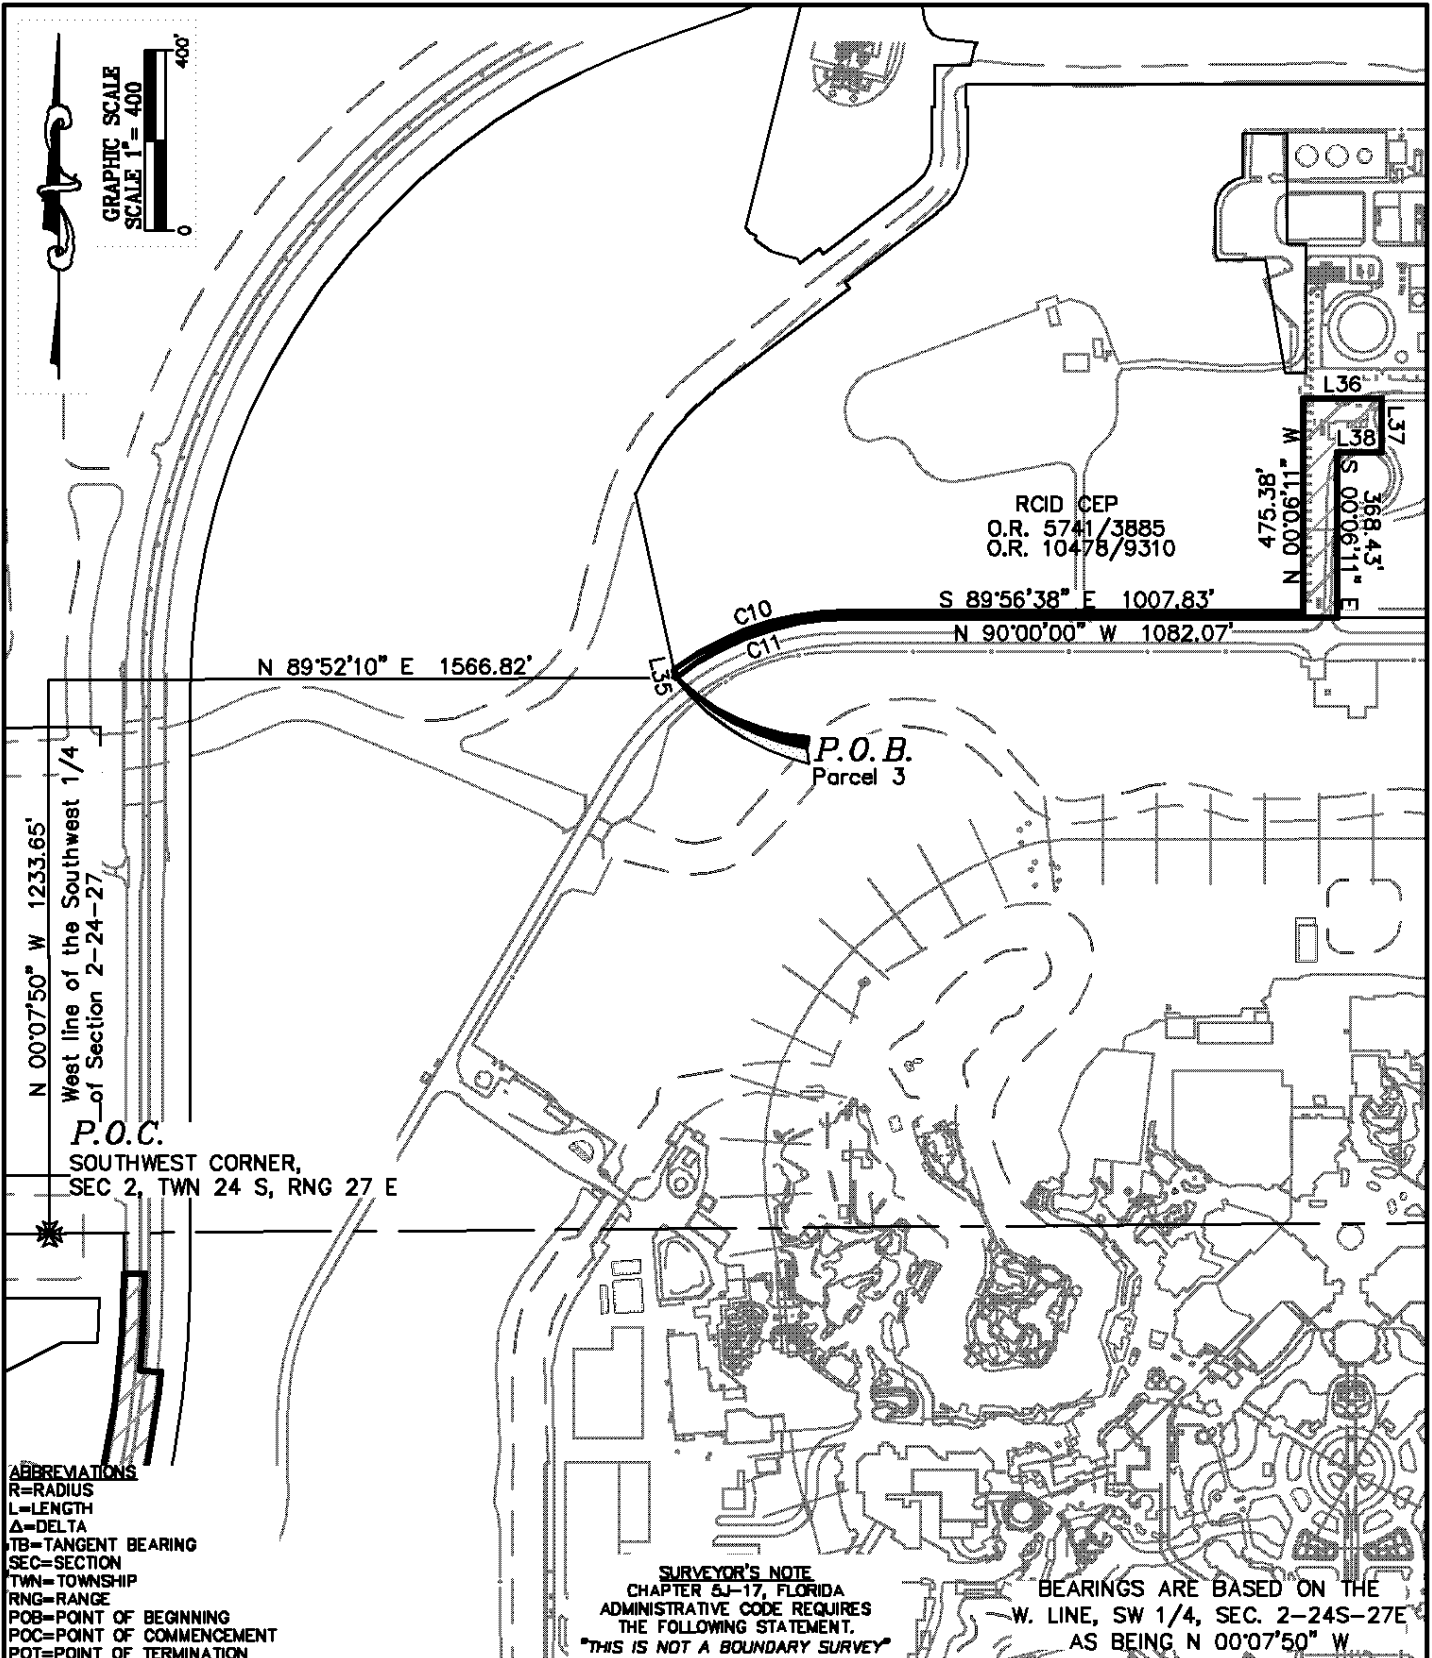 GRAPHIC SCALE
SCALE 1" = 400
0
400'
L36
L37
L38
475.38'
N 00°06'11" W
368.43'
S 00°06'11" E
RCID CEP
O.R. 5741/3885
O.R. 10478/9310
S 89°56'38" E 1007.83'
N 90°00'00" W 1082.07'
C10
C11
L35
N 89°52'10" E 1566.82'
P.O.B.
Parcel 3
N 00°07'50" W 1233.65'
West line of the Southwest 1/4
of Section 2-24-27
P.O.C.
SOUTHWEST CORNER,
SEC 2, TWN 24 S, RNG 27 E
ABBREVIATIONS
R=RADIUS
L=LENGTH
Δ=DELTA
TB=TANGENT BEARING
SEC=SECTION
TWN=TOWNSHIP
RNG=RANGE
POB=POINT OF BEGINNING
POC=POINT OF COMMENCEMENT
POT=POINT OF TERMINATION
SURVEYOR'S NOTE
CHAPTER 5J-17, FLORIDA
ADMINISTRATIVE CODE REQUIRES
THE FOLLOWING STATEMENT.
"THIS IS NOT A BOUNDARY SURVEY"
BEARINGS ARE BASED ON THE
W. LINE, SW 1/4, SEC. 2-24S-27E
AS BEING N 00°07'50" W